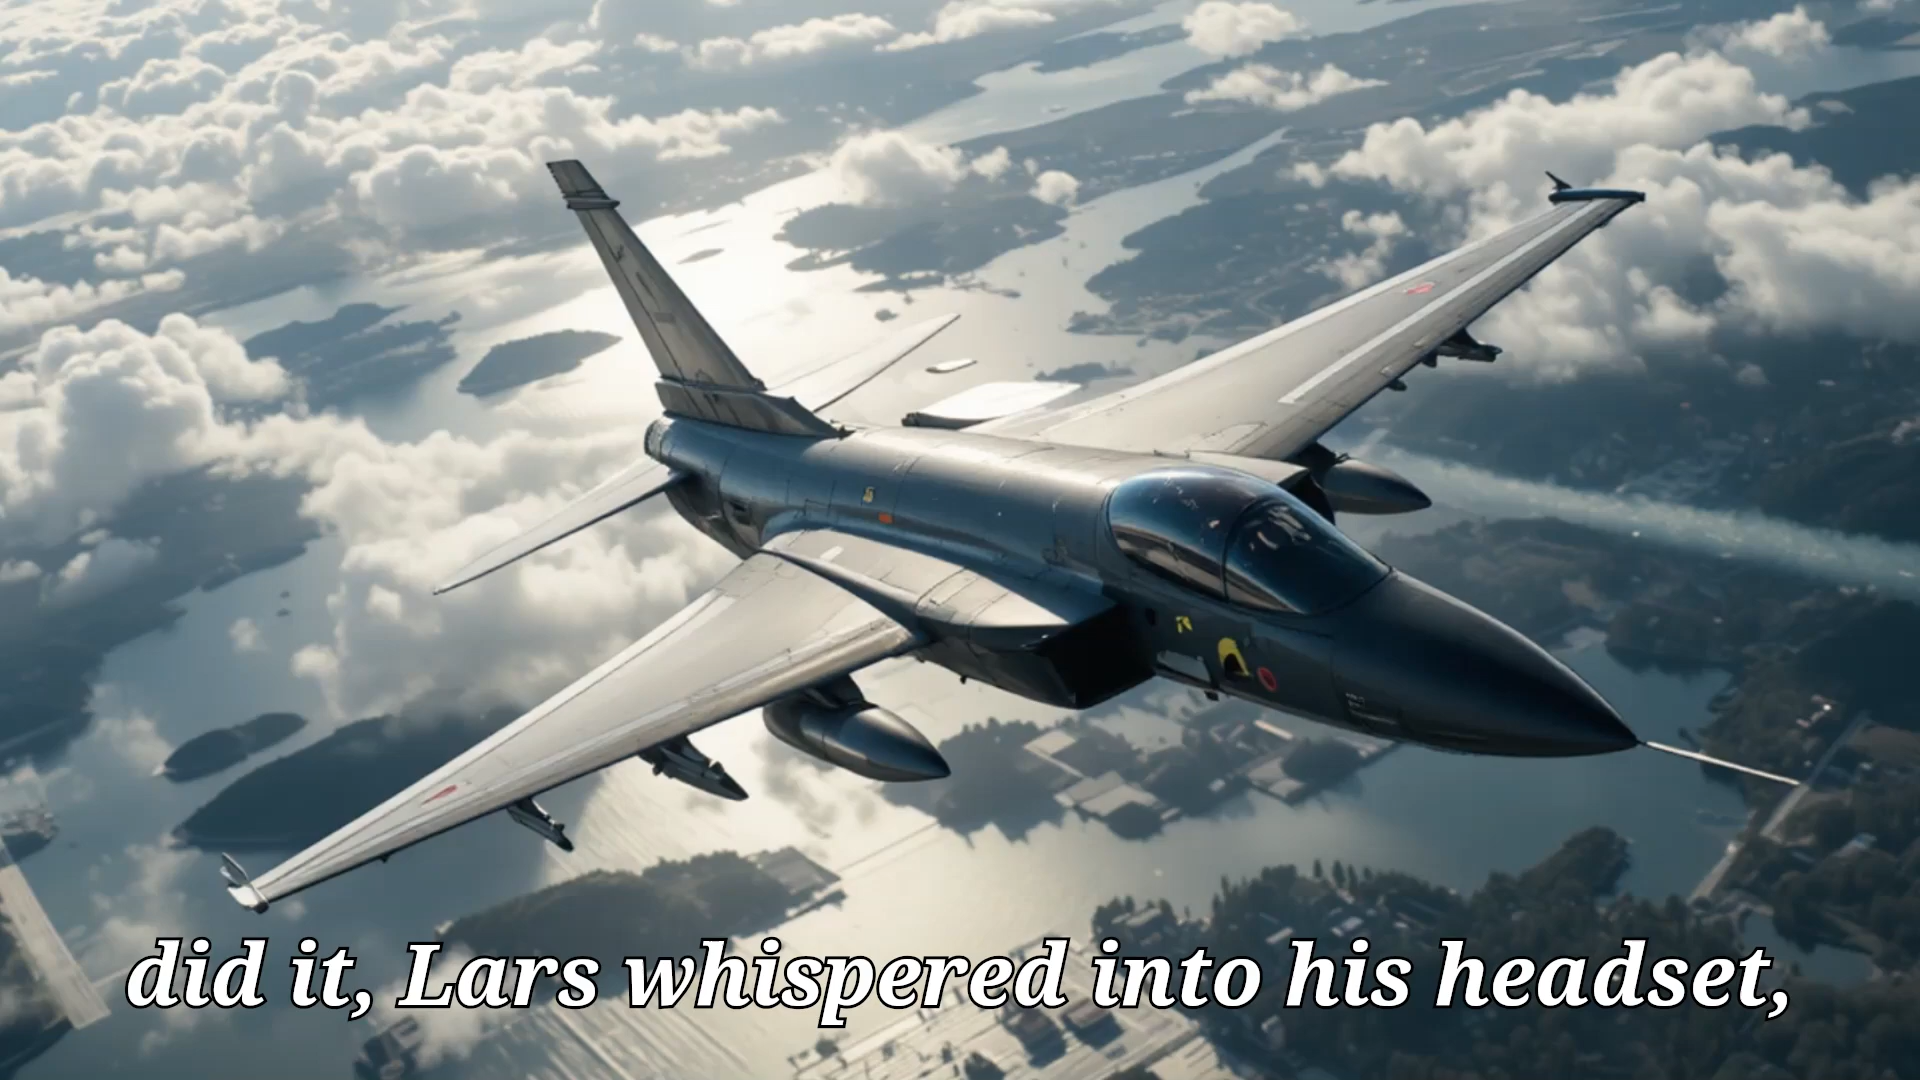 did it, Lars whispered into his headset,